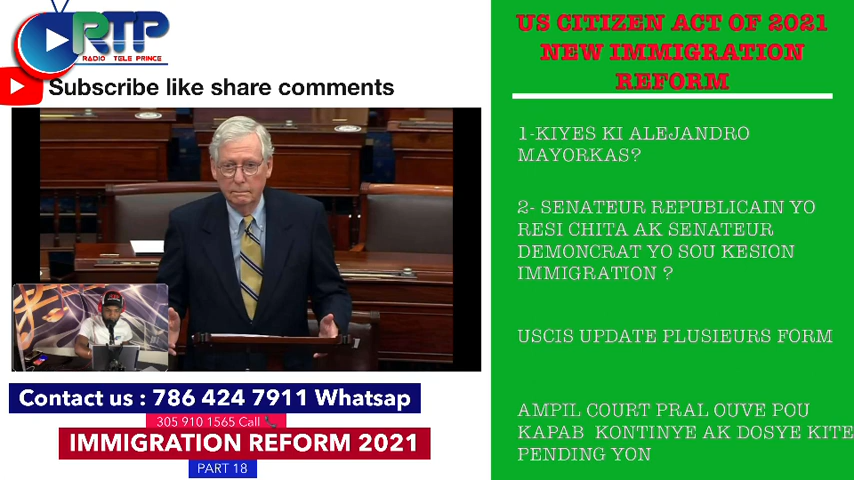 RTP
RADIO TELE PRINCE
Subscribe like share comments
Contact us : 786 424 7911 Whatsap
305 910 1565 Call
IMMIGRATION REFORM 2021
PART 18
US CITIZEN ACT OF 2021
NEW IMMIGRATION
REFORM
1-KIYES KI ALEJANDRO
MAYORKAS?
2- SENATEUR REPUBLICAIN YO
RESI CHITA AK SENATEUR
DEMONCRAT YO SOU KESION
IMMIGRATION ?
USCIS UPDATE PLUSIEURS FORM
AMPIL COURT PRAL OUVE POU
KAPAB KONTINYE AK DOSYE KITE
PENDING YON